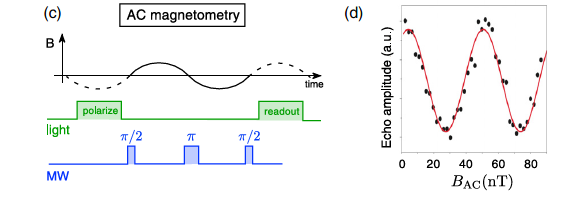 (c)
AC magnetometry
B
time
polarize
readout
light
π/2
π
π/2
MW
(d)
Echo amplitude (a.u.)
0 20 40 60 80
B_AC(nT)